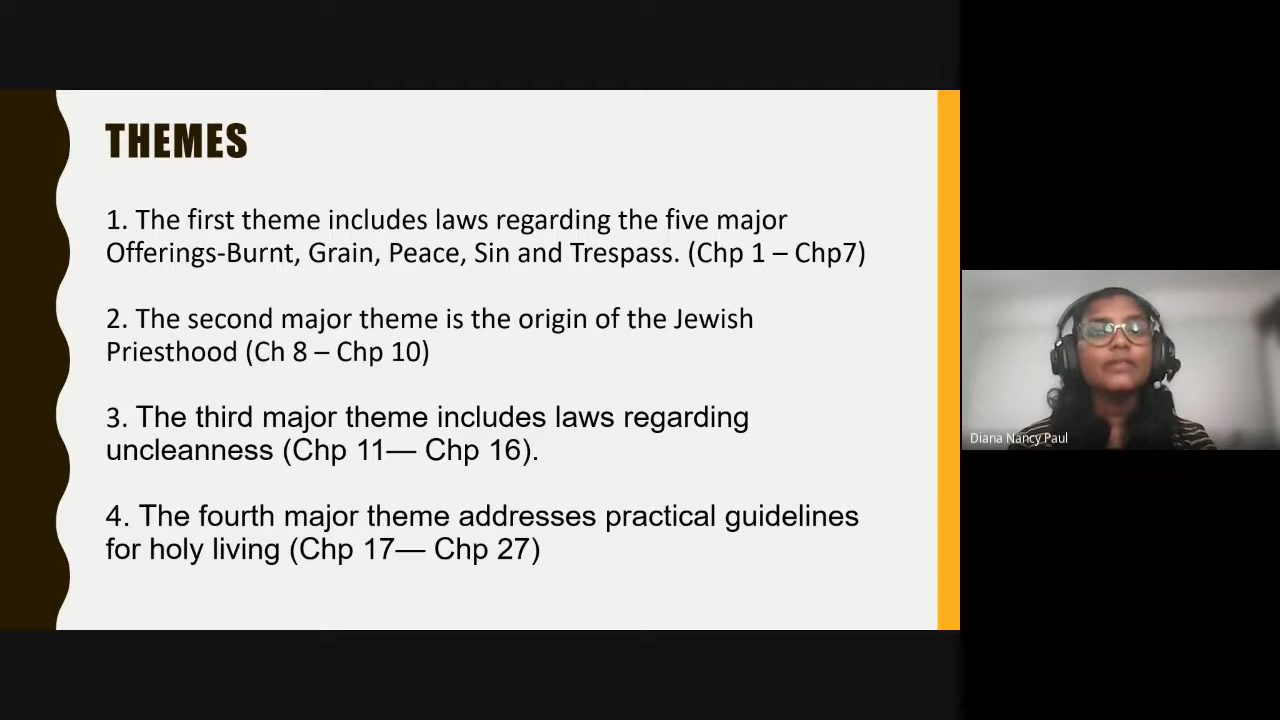 THEMES
1. The first theme includes laws regarding the five major
Offerings-Burnt, Grain, Peace, Sin and Trespass. (Chp 1 – Chp7)
2. The second major theme is the origin of the Jewish
Priesthood (Ch 8 – Chp 10)
3. The third major theme includes laws regarding
uncleanness (Chp 11— Chp 16).
4. The fourth major theme addresses practical guidelines
for holy living (Chp 17— Chp 27)
Diana Nancy Paul